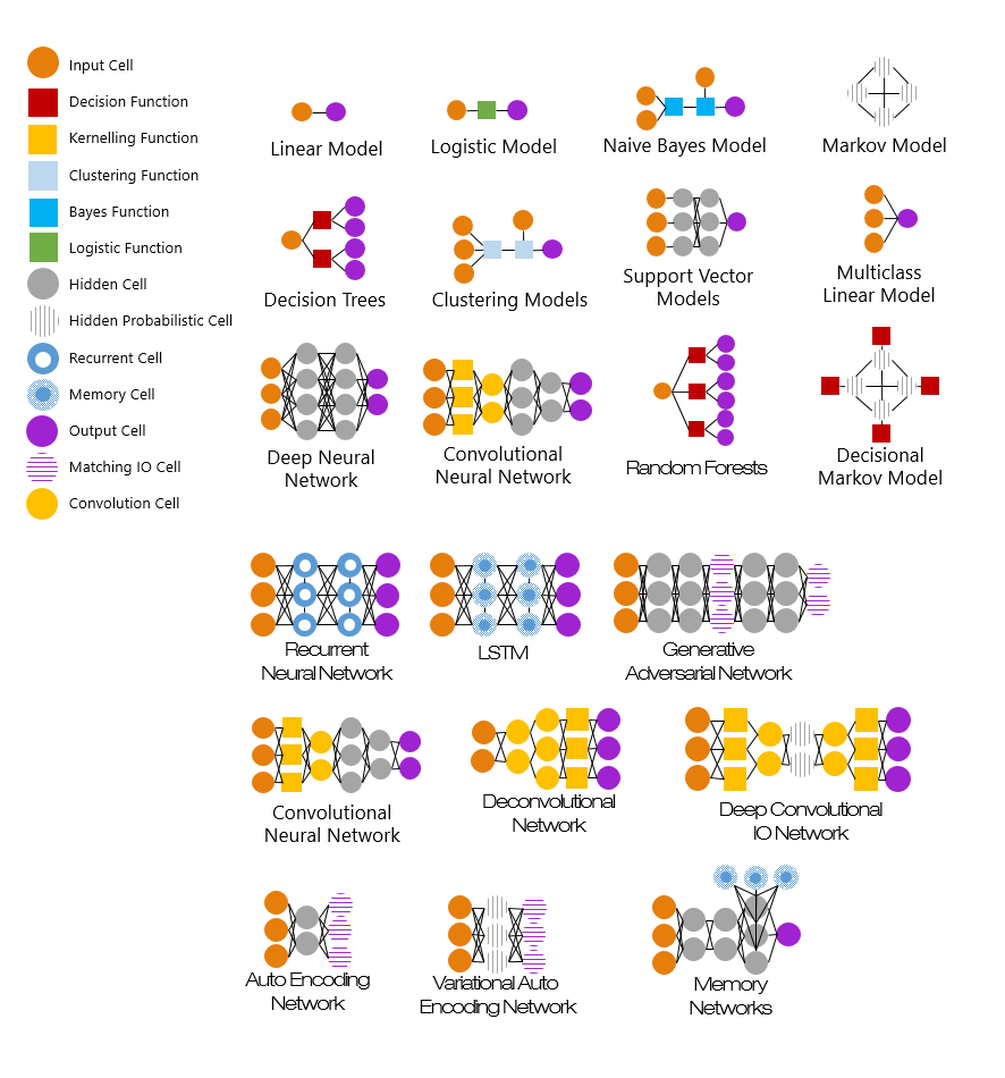 Input Cell
Decision Function
Kernelling Function
Clustering Function
Bayes Function
Logistic Function
Hidden Cell
Hidden Probabilistic Cell
Recurrent Cell
Memory Cell
Output Cell
Matching IO Cell
Convolution Cell
Linear Model
Logistic Model
Naive Bayes Model
Markov Model
Decision Trees
Clustering Models
Support Vector
Models
Multiclass
Linear Model
Deep Neural
Network
Convolutional
Neural Network
Random Forests
Decisional
Markov Model
Recurrent
Neural Network
LSTM
Generative
Adversarial Network
Convolutional
Neural Network
Deconvolutional
Network
Deep Convolutional
IO Network
Auto Encoding
Network
Variational Auto
Encoding Network
Memory
Networks